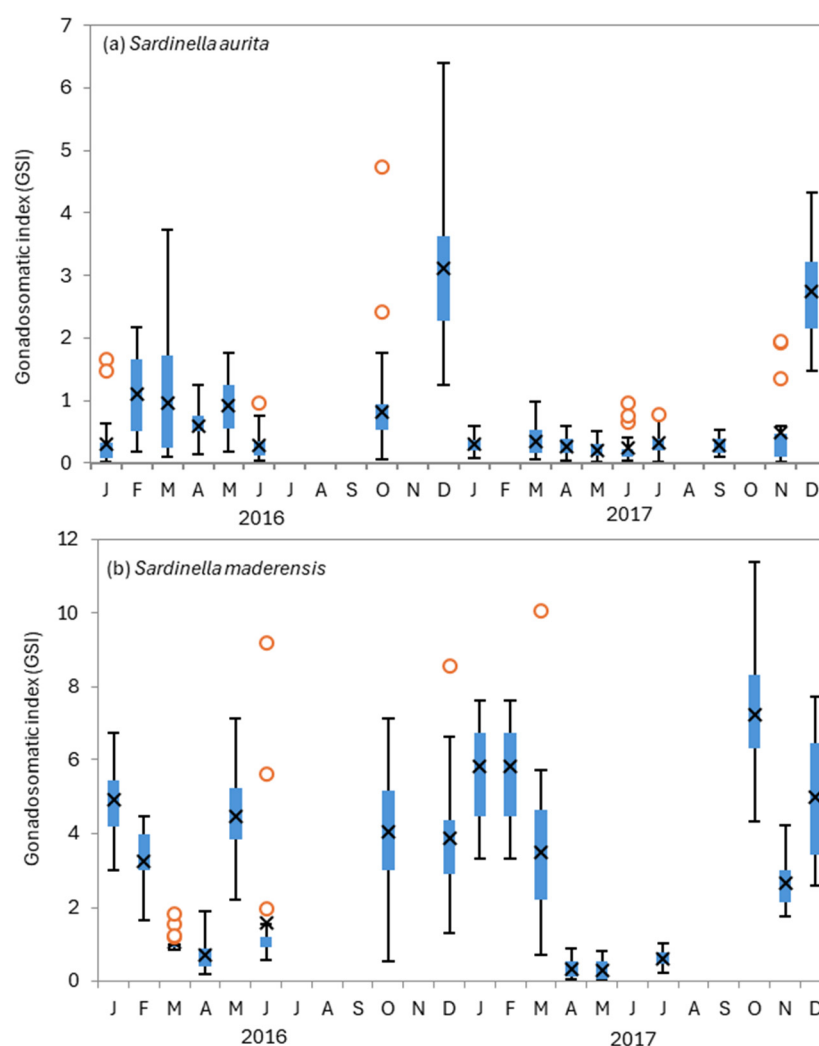 (a) Sardinella aurita
Gonadosomatic index (GSI)
7
6
5
4
3
2
1
0
J F M A M J J A S O N D J F M A M J J A S O N D
2016 2017
(b) Sardinella maderensis
Gonadosomatic index (GSI)
12
10
8
6
4
2
0
J F M A M J J A S O N D J F M A M J J A S O N D
2016 2017